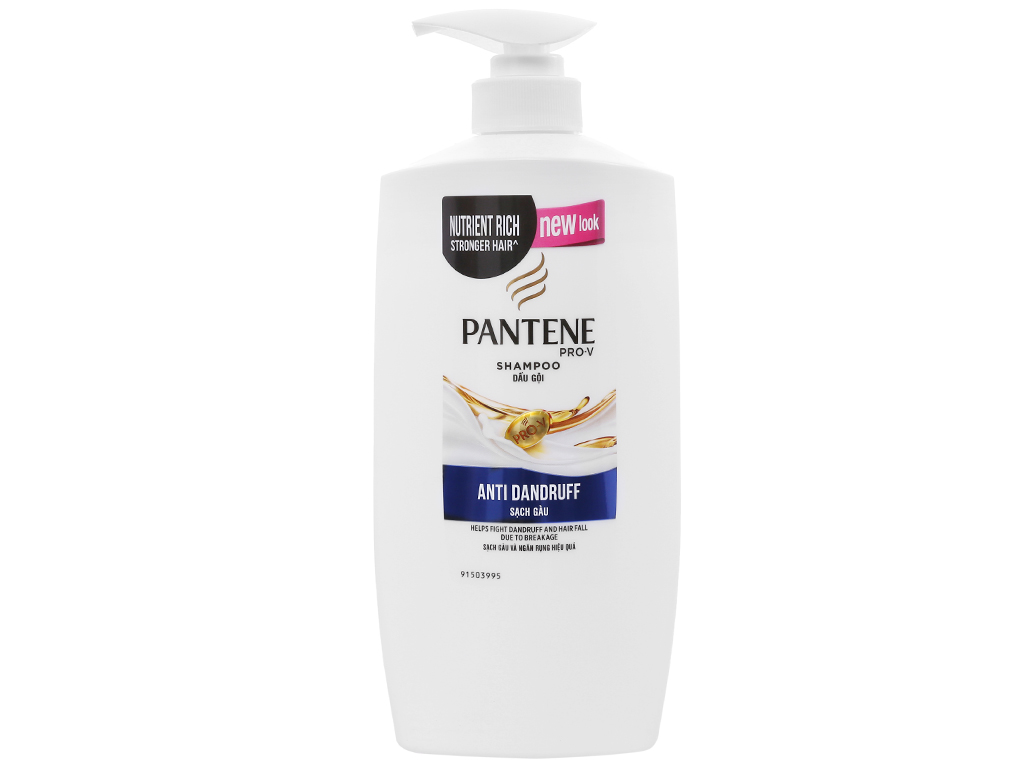 NUTRIENT RICH
STRONGER HAIR^
new look
PANTENE
PRO-V
SHAMPOO
DẦU GỘI
PRO-V
ANTI DANDRUFF
SẠCH GÀU
HELPS FIGHT DANDRUFF AND HAIR FALL
DUE TO BREAKAGE
SẠCH GÀU VÀ NGĂN RỤNG HIỆU QUẢ
91503995